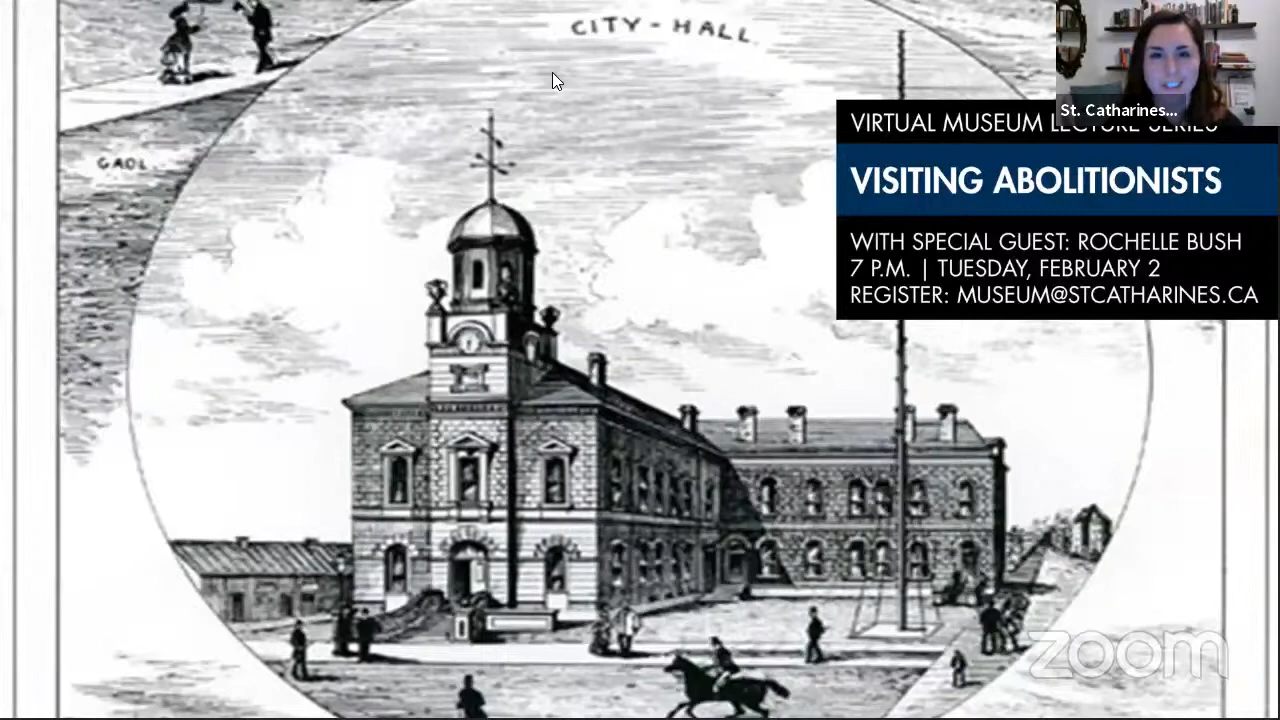 CITY-HALL.
GAOL.
St. Catharines...
VIRTUAL MUSEUM LECTURE SERIES
VISITING ABOLITIONISTS
WITH SPECIAL GUEST: ROCHELLE BUSH
7 P.M. | TUESDAY, FEBRUARY 2
REGISTER: MUSEUM@STCATHARINES.CA
zoom